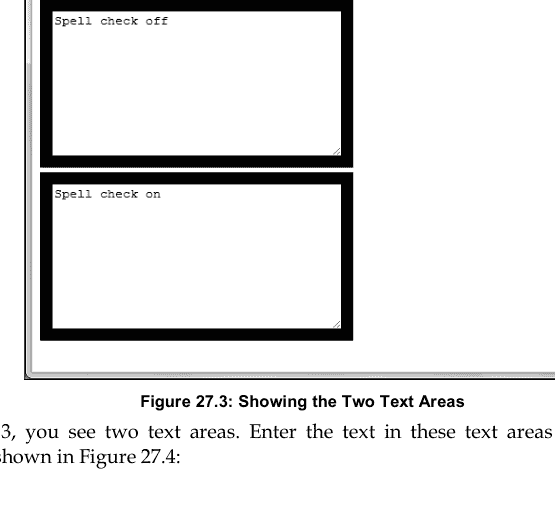 Spell check off
Spell check on
Figure 27.3: Showing the Two Text Areas
3, you see two text areas. Enter the text in these text areas
shown in Figure 27.4: